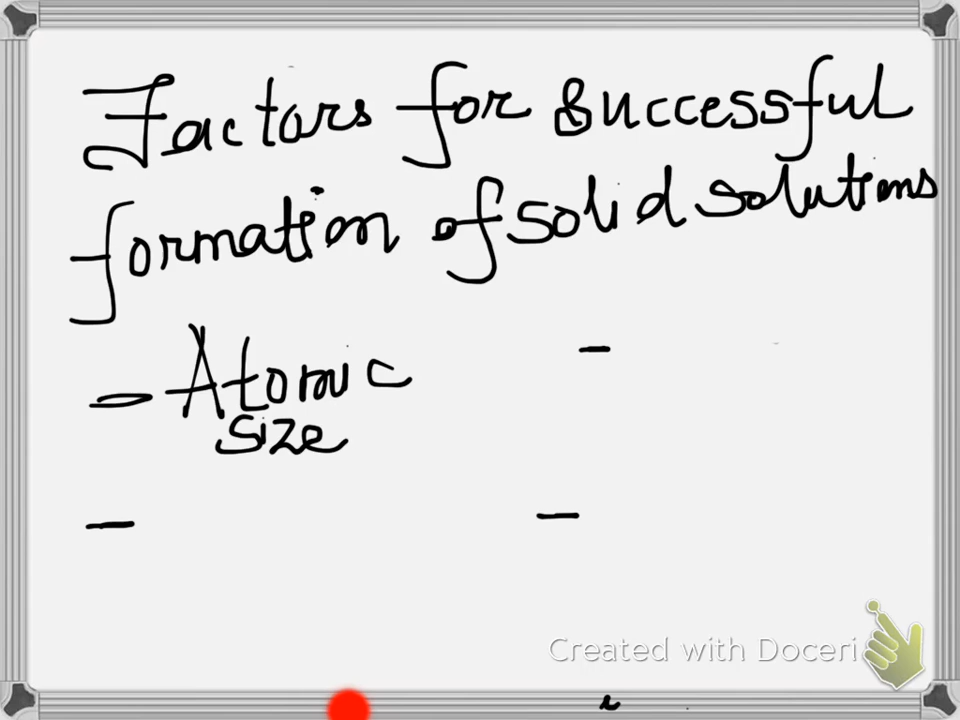 Factors for successful
formation of solid solutions
- Atomic
size
-
-
-
Created with Doceri